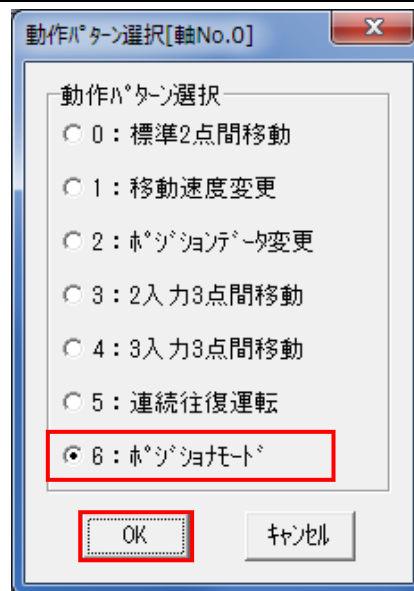 動作ﾊﾟﾀｰﾝ選択[軸No.0]
動作ﾊﾟﾀｰﾝ選択
0：標準2点間移動
1：移動速度変更
2：ﾎﾟｼﾞｼｮﾝﾃﾞｰﾀ変更
3：2入力3点間移動
4：3入力3点間移動
5：連続往復運転
6：ﾎﾟｼﾞｼｮﾅﾓｰﾄﾞ
OK
ｷｬﾝｾﾙ